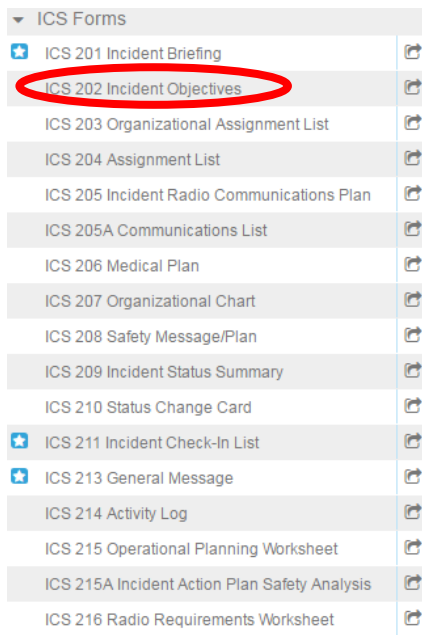 ICS Forms
ICS 201 Incident Briefing
ICS 202 Incident Objectives
ICS 203 Organizational Assignment List
ICS 204 Assignment List
ICS 205 Incident Radio Communications Plan
ICS 205A Communications List
ICS 206 Medical Plan
ICS 207 Organizational Chart
ICS 208 Safety Message/Plan
ICS 209 Incident Status Summary
ICS 210 Status Change Card
ICS 211 Incident Check-In List
ICS 213 General Message
ICS 214 Activity Log
ICS 215 Operational Planning Worksheet
ICS 215A Incident Action Plan Safety Analysis
ICS 216 Radio Requirements Worksheet